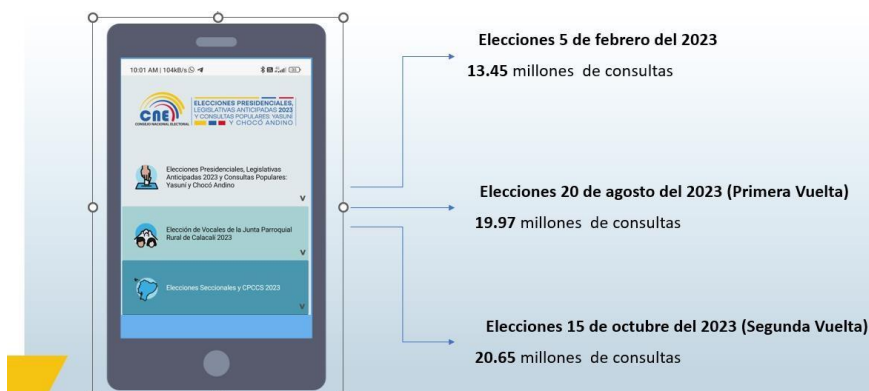 10:01 AM | 104kB/s
CNE
CONSEJO NACIONAL ELECTORAL
ELECCIONES PRESIDENCIALES,
LEGISLATIVAS ANTICIPADAS 2023
Y CONSULTAS POPULARES: YASUNÍ
Y CHOCÓ ANDINO
Elecciones Presidenciales, Legislativas
Anticipadas 2023 y Consultas Populares:
Yasuní y Chocó Andino
Elección de Vocales de la Junta Parroquial
Rural de Calacalí 2023
Elecciones Seccionales y CPCCS 2023
Elecciones 5 de febrero del 2023
13.45 millones de consultas
Elecciones 20 de agosto del 2023 (Primera Vuelta)
19.97 millones de consultas
Elecciones 15 de octubre del 2023 (Segunda Vuelta)
20.65 millones de consultas